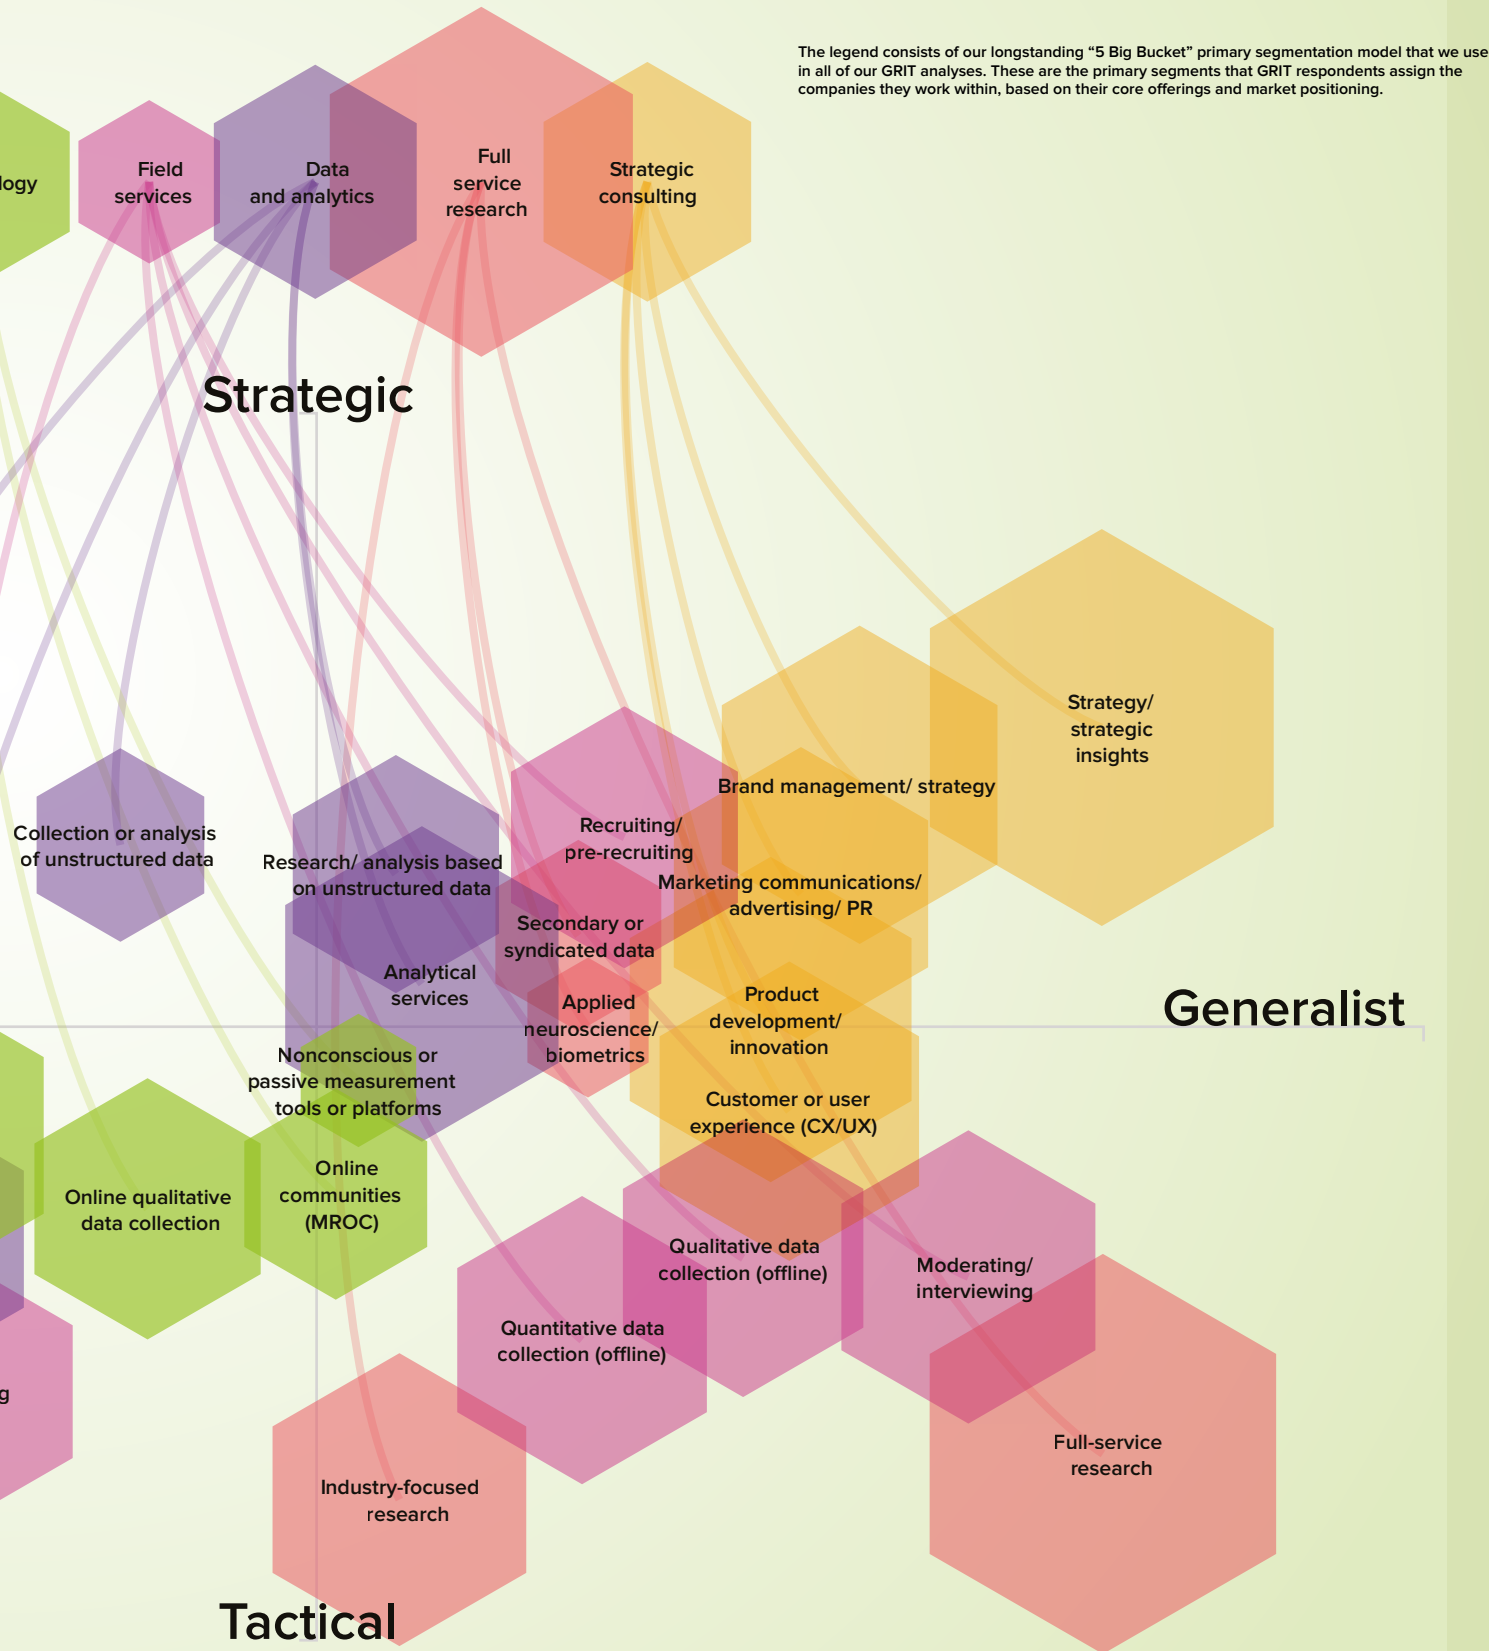 The legend consists of our longstanding “5 Big Bucket” primary segmentation model that we use
in all of our GRIT analyses. These are the primary segments that GRIT respondents assign the
companies they work within, based on their core offerings and market positioning.
Field
services
Data
and analytics
Full
service
research
Strategic
consulting
Strategic
Strategy/
strategic
insights
Brand management/ strategy
Recruiting/
pre-recruiting
Collection or analysis
of unstructured data
Research/ analysis based
on unstructured data
Marketing communications/
advertising/ PR
Secondary or
syndicated data
Analytical
services
Applied
neuroscience/
biometrics
Product
development/
innovation
Generalist
Nonconscious or
passive measurement
tools or platforms
Customer or user
experience (CX/UX)
Online qualitative
data collection
Online
communities
(MROC)
Qualitative data
collection (offline)
Moderating/
interviewing
Quantitative data
collection (offline)
Full-service
research
Industry-focused
research
Tactical